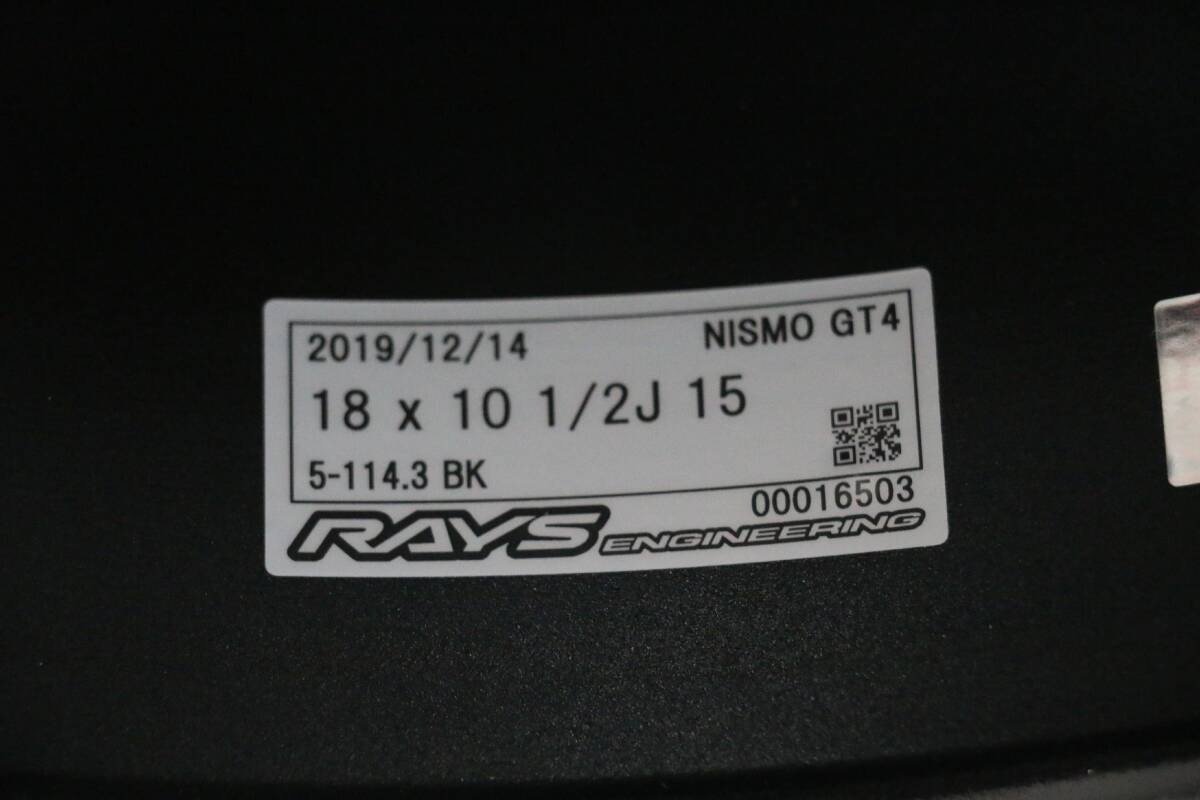 2019/12/14 NISMO GT4
18 x 10 1/2J 15
5-114.3 BK
00016503
RAYS ENGINEERING